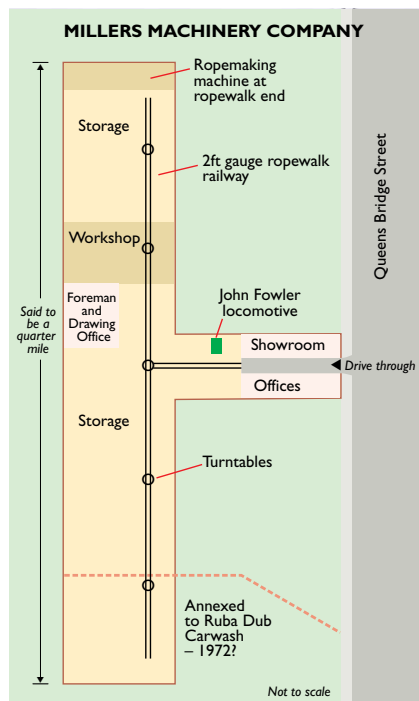 MILLERS MACHINERY COMPANY
Ropemaking
machine at
ropewalk end
Storage
2ft gauge ropewalk
railway
Queens Bridge Street
Workshop
Foreman
and
Drawing
Office
Said to
be a
quarter
mile
John Fowler
locomotive
Showroom
Drive through
Offices
Storage
Turntables
Annexed
to Ruba Dub
Carwash
– 1972?
Not to scale